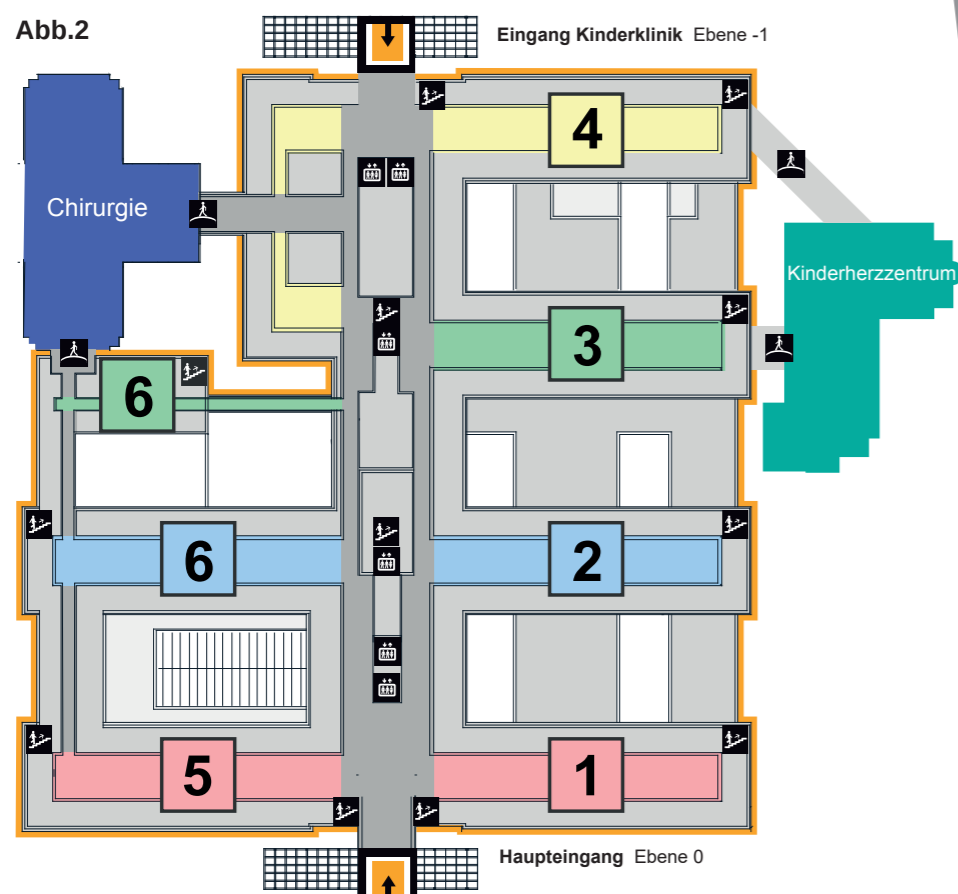 Abb.2
Eingang Kinderklinik Ebene -1
4
Chirurgie
Kinderherzzentrum
3
6
6
2
5
1
Haupteingang Ebene 0